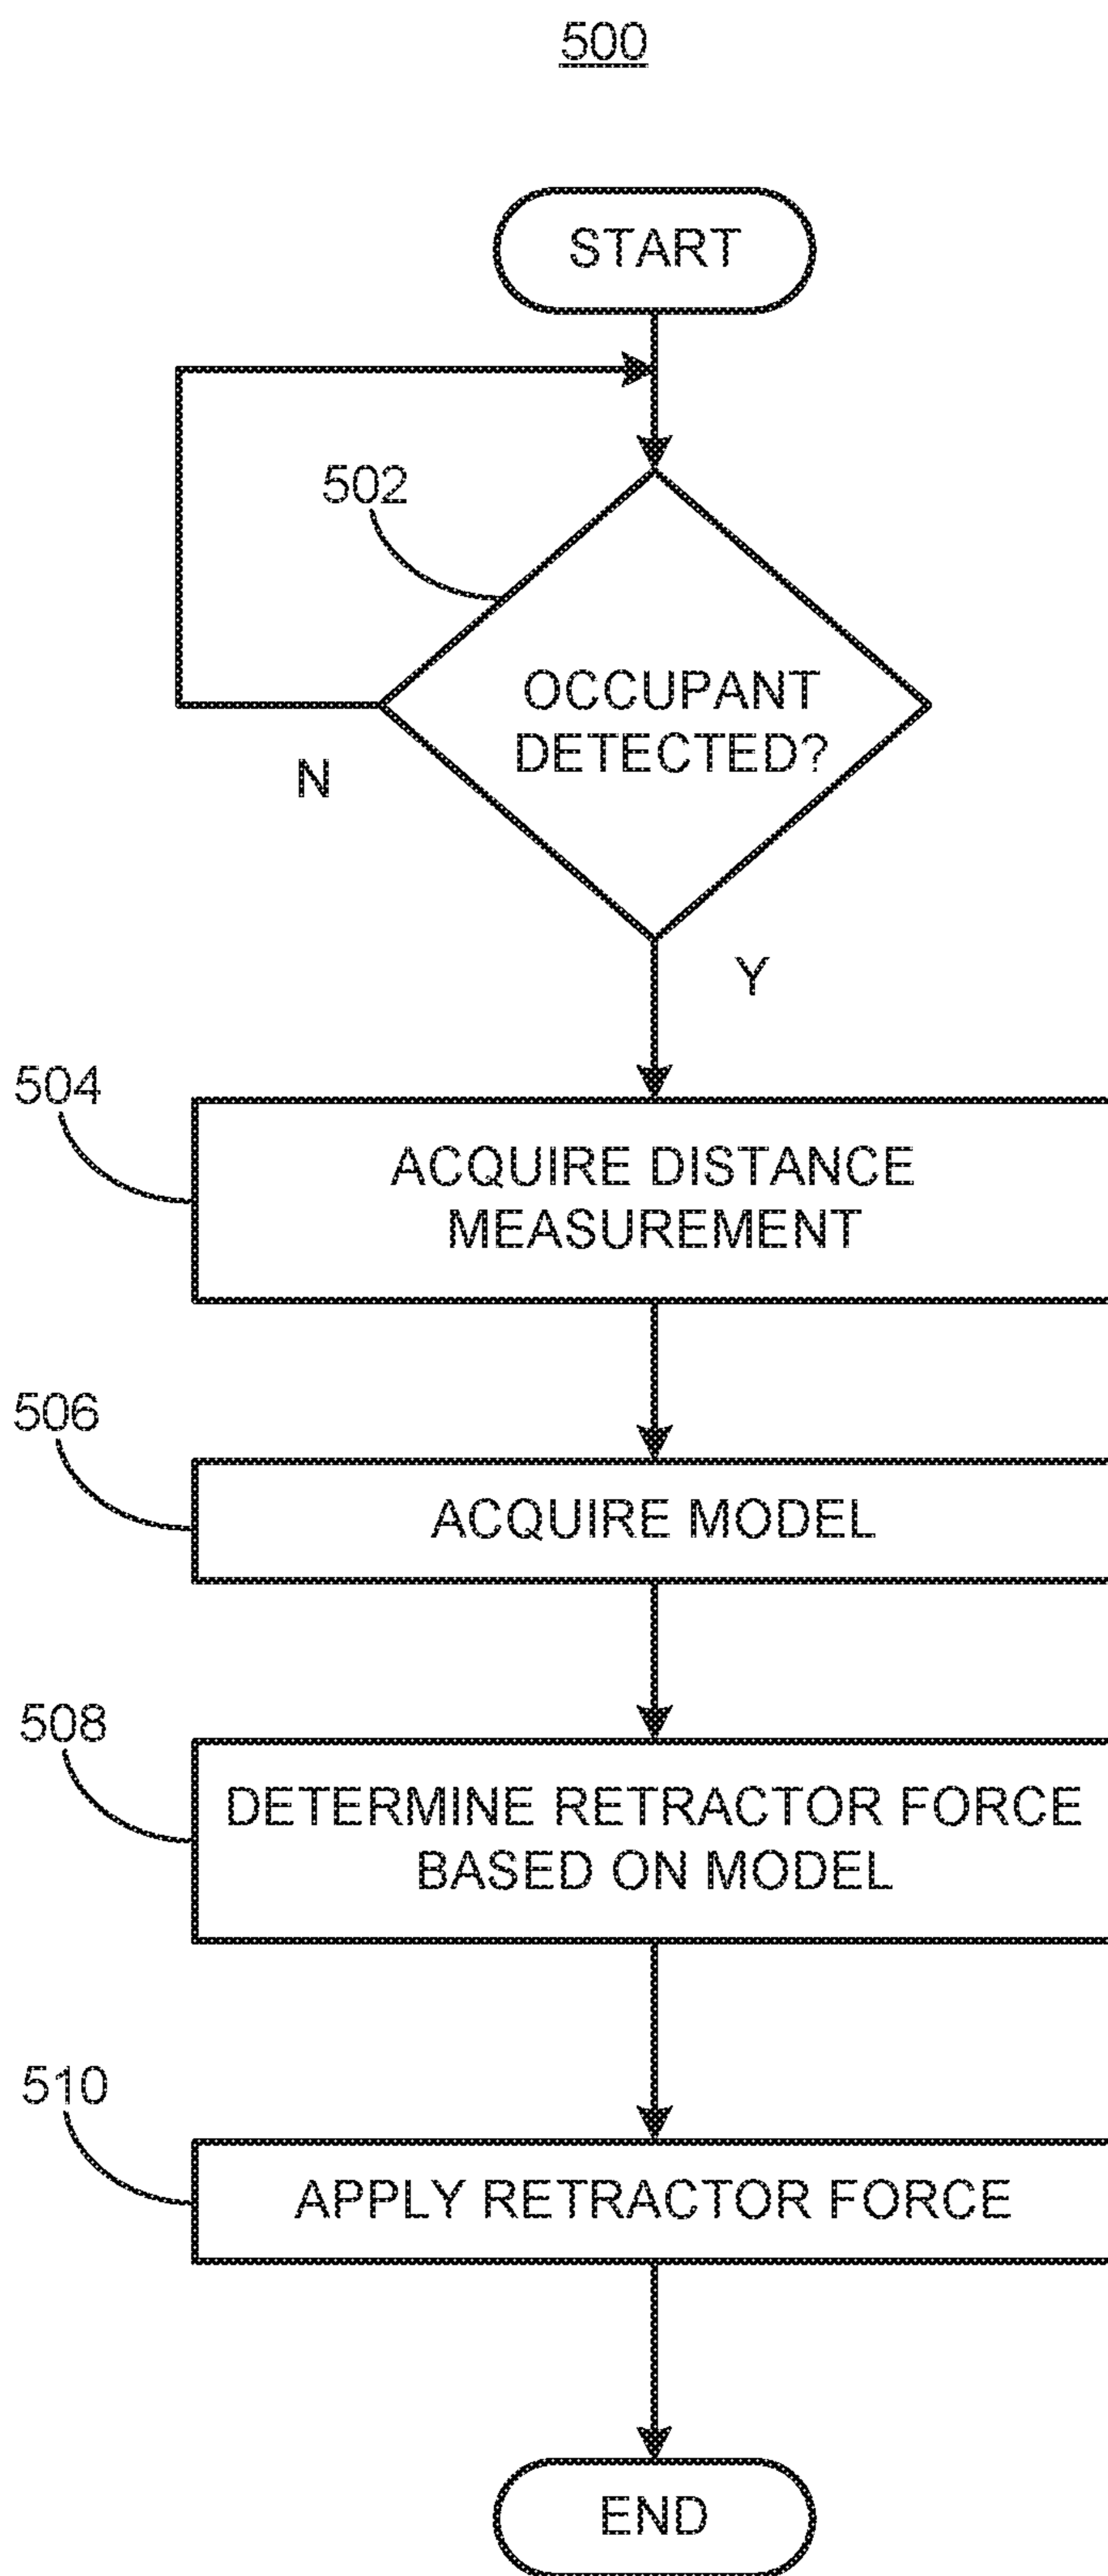 500
START
502
OCCUPANT
DETECTED?
N
Y
504
ACQUIRE DISTANCE
MEASUREMENT
506
ACQUIRE MODEL
508
DETERMINE RETRACTOR FORCE
BASED ON MODEL
510
APPLY RETRACTOR FORCE
END